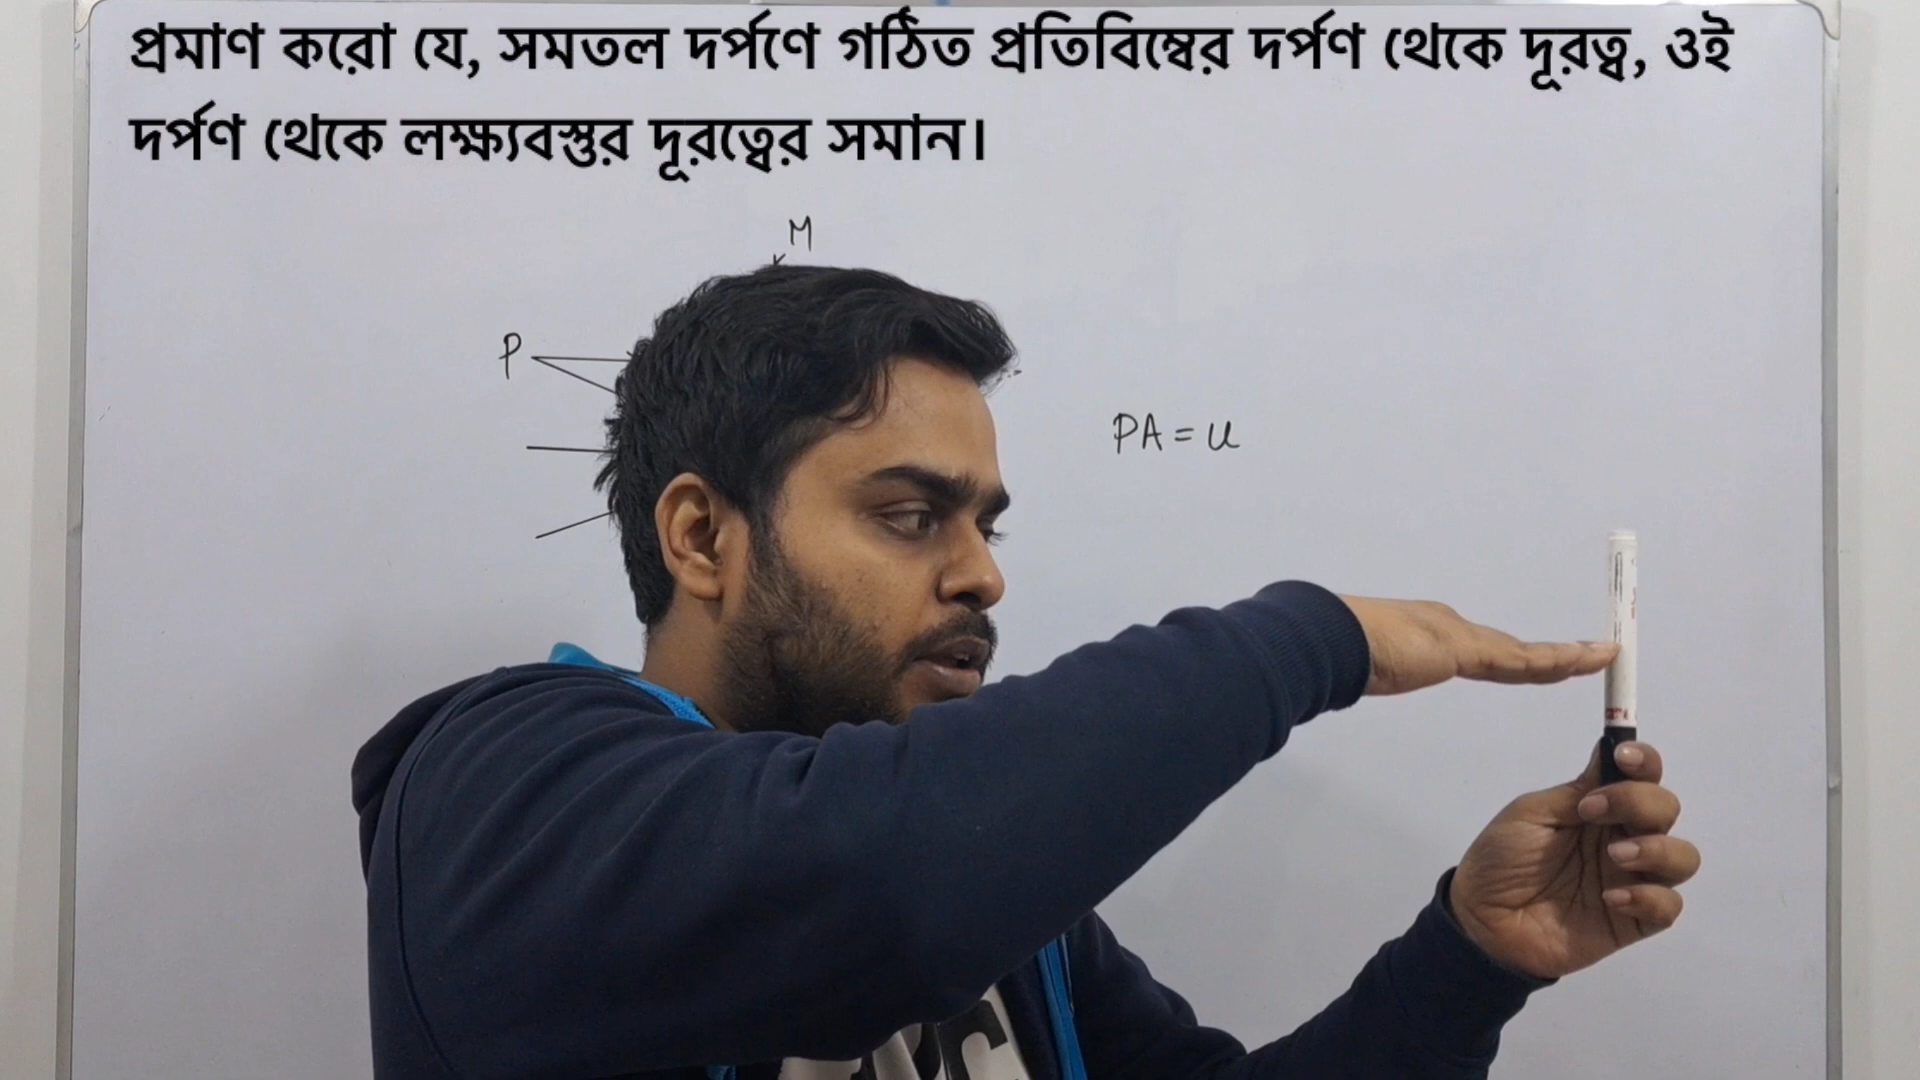 প্রমাণ করো যে, সমতল দর্পণে গঠিত প্রতিবিম্বের দর্পণ থেকে দূরত্ব, ওই
দর্পণ থেকে লক্ষ্যবস্তুর দূরত্বের সমান।
M
P
PA = u